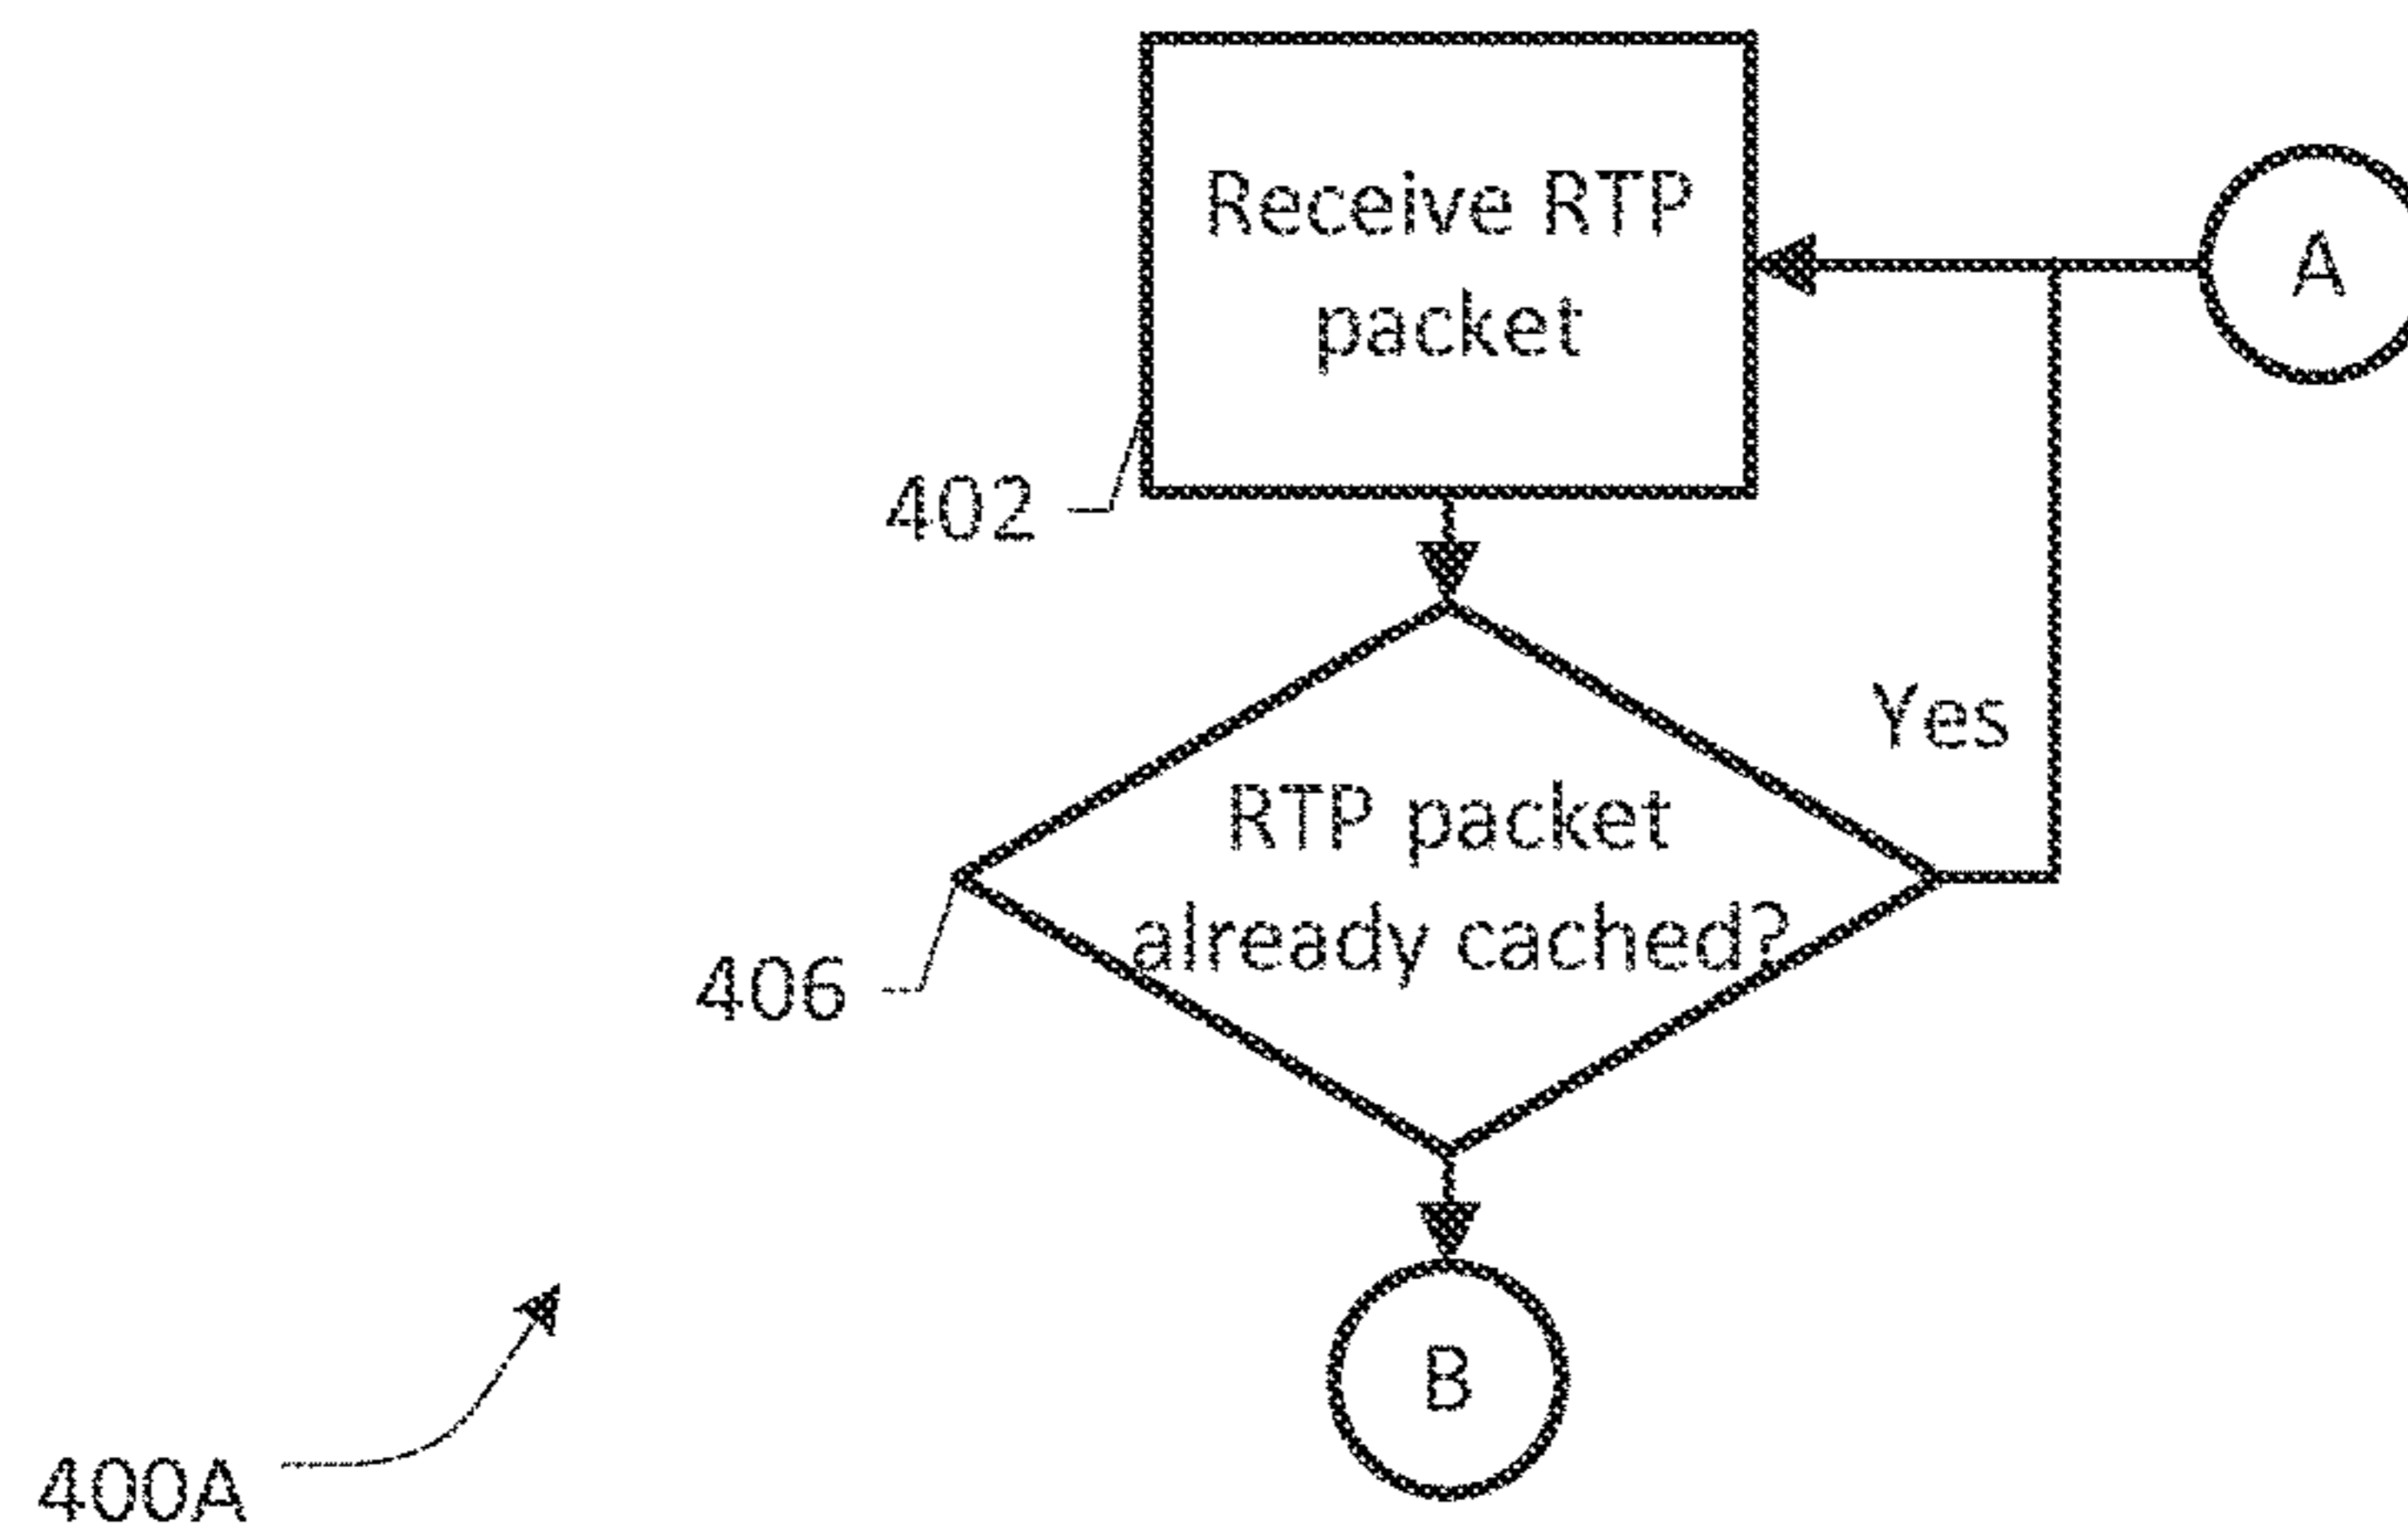 Receive RTP
packet
A
402
Yes
RTP packet
already cached?
406
B
400A